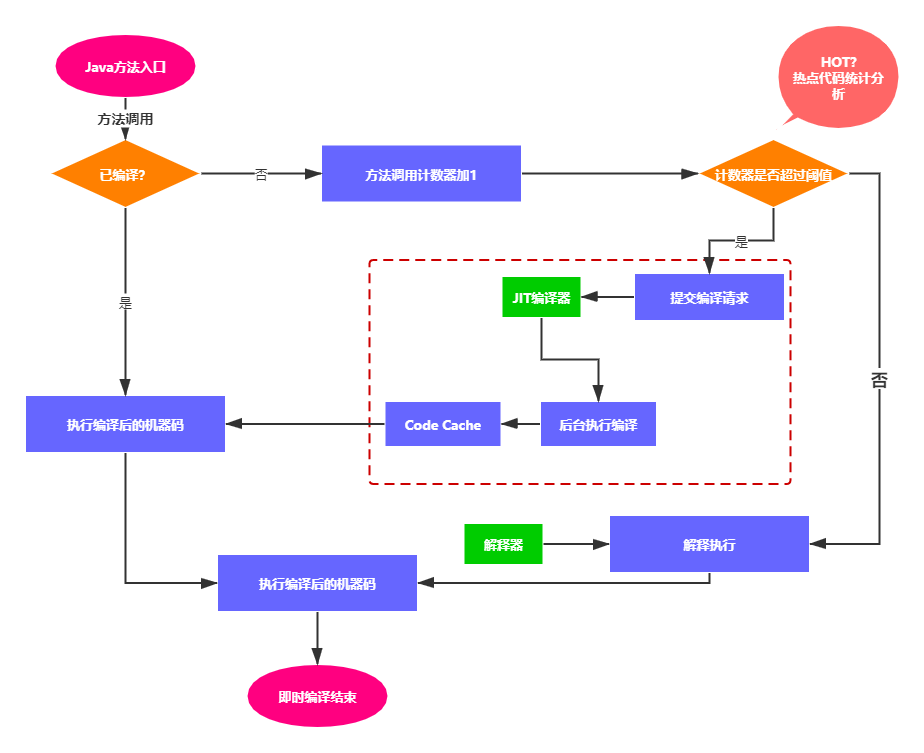 Java方法入口
HOT?
热点代码统计分
析
方法调用
已编译?
否
方法调用计数器加1
计数器是否超过阈值
是
提交编译请求
JIT编译器
是
否
执行编译后的机器码
Code Cache
后台执行编译
解释器
解释执行
执行编译后的机器码
即时编译结束